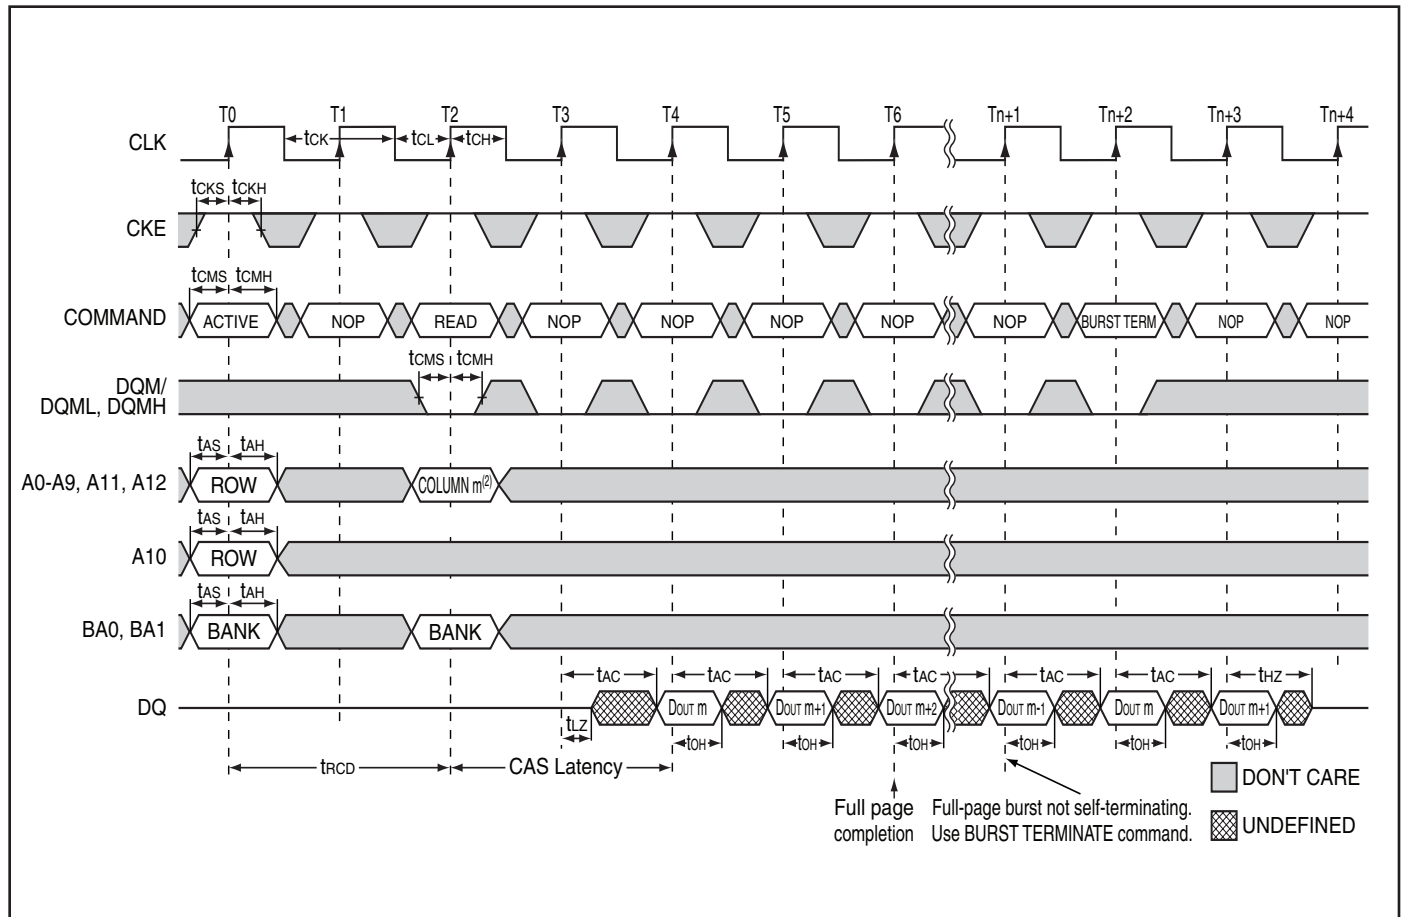 T0 T1 T2 T3 T4 T5 T6 Tn+1 Tn+2 Tn+3 Tn+4
CLK tCK tCL tCH
tCKS tCKH
CKE
tCMS tCMH
COMMAND ACTIVE NOP READ NOP NOP NOP NOP NOP BURST TERM NOP NOP
tCMS tCMH
DQM/
DQML, DQMH
tAS tAH
A0-A9, A11, A12 ROW COLUMN m(2)
tAS tAH
A10 ROW
tAS tAH
BA0, BA1 BANK BANK
tAC tAC tAC tAC tAC tAC tHZ
DQ DOUT m DOUT m+1 DOUT m+2 DOUT m-1 DOUT m DOUT m+1
tLZ tOH tOH tOH tOH tOH tOH
tRCD CAS Latency
DON'T CARE
Full page
completion
Full-page burst not self-terminating.
Use BURST TERMINATE command.
UNDEFINED